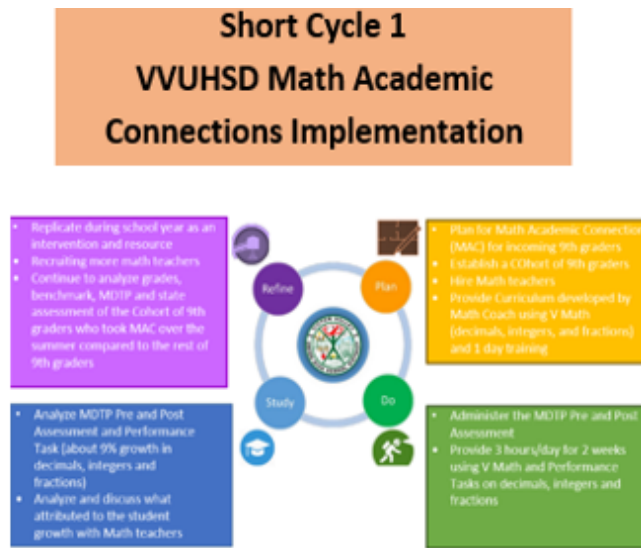 Short Cycle 1
VVUHSD Math Academic
Connections Implementation
• Replicate during school year as an
intervention and resource
• Recruiting more math teachers
• Continue to analyze grades,
benchmark, MDTP and state
assessment of the Cohort of 9th
graders who took MAC over the
summer compared to the rest of
9th graders
Refine
Plan
• Plan for Math Academic Connection
(MAC) for incoming 9th graders
• Establish a COhort of 9th graders
• Hire Math teachers
• Provide Curriculum developed by
Math Coach using V Math
(decimals, integers, and fractions)
and 1 day training
Study
Do
• Analyze MDTP Pre and Post
Assessment and Performance
Task (about 9% growth in
decimals, integers and
fractions)
• Analyze and discuss what
attributed to the student
growth with Math teachers
• Administer the MDTP Pre and Post
Assessment
• Provide 3 hours/day for 2 weeks
using V Math and Performance
Tasks on decimals, integers and
fractions